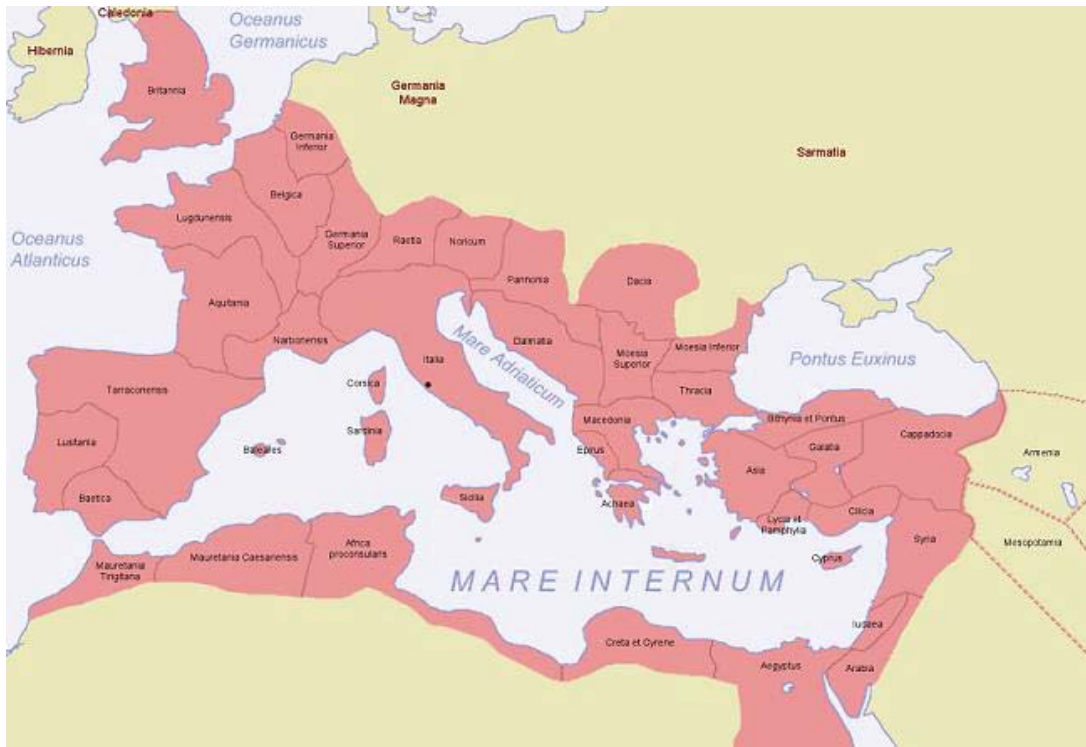 Caledonia
Oceanus
Germanicus
Hibernia
Britannia
Germania
Magna
Germania
Inferior
Sarmatia
Belgica
Lugdunensis
Oceanus
Atlanticus
Germania
Superior
Raetia
Noricum
Pannonia
Dacia
Aquitania
Narbonensis
Italia
Mare Adriaticum
Dalmatia
Moesia
Superior
Moesia Inferior
Pontus Euxinus
Tarraconensis
Corsica
Thracia
Lusitania
Sardinia
Baleares
Macedonia
Epirus
Bithynia et Pontus
Galatia
Cappadocia
Armenia
Asia
Baetica
Sicilia
Achaea
Lycia et
Pamphylia
Cilicia
Syria
Mesopotamia
Mauretania
Tingitana
Mauretania Caesariensis
Africa
proconsularis
Cyprus
MARE INTERNUM
Iudaea
Creta et Cyrene
Aegyptus
Arabia